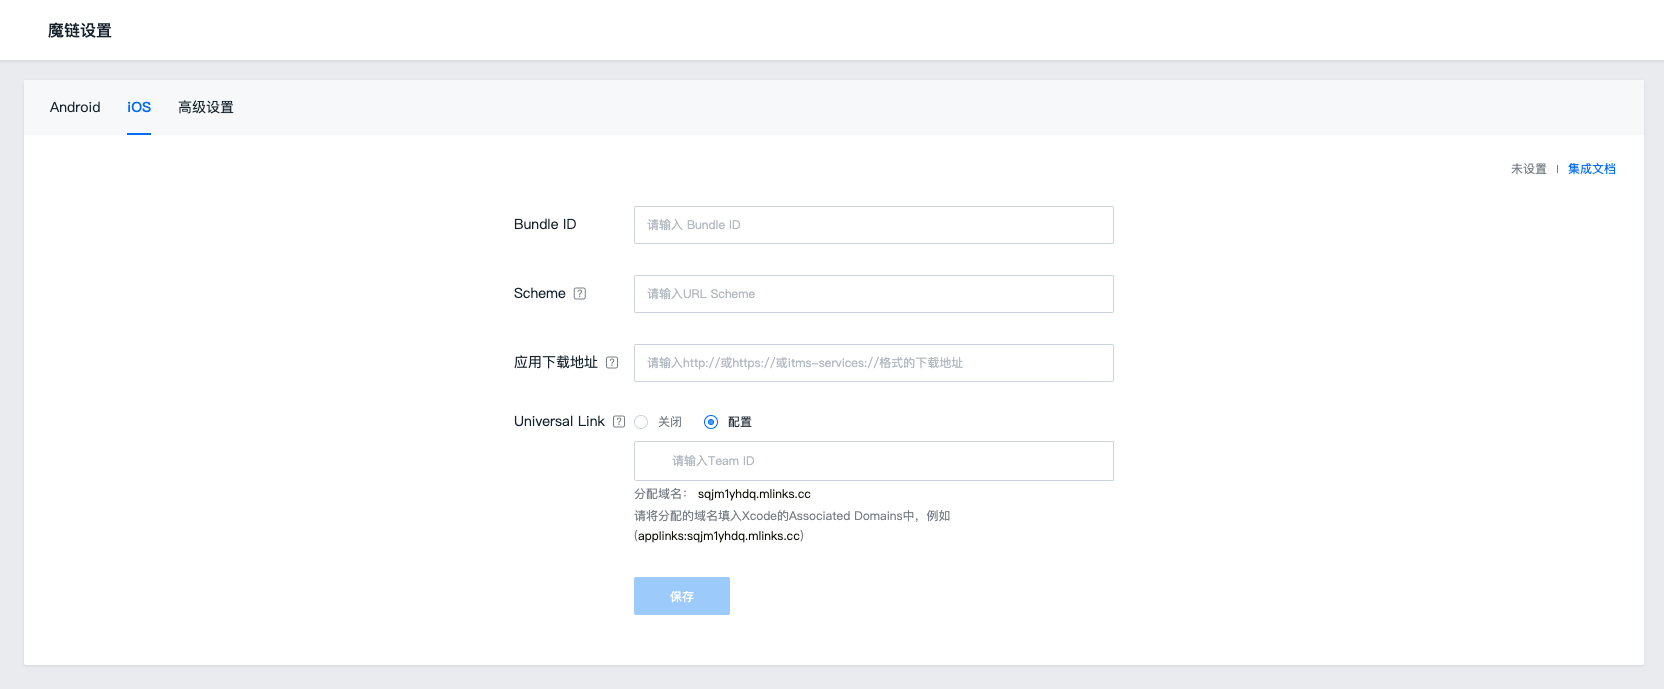 魔链设置
Android iOS 高级设置
未设置 | 集成文档
Bundle ID 请输入 Bundle ID
Scheme ? 请输入URL Scheme
应用下载地址 ? 请输入http://或https://或itms-services://格式的下载地址
Universal Link ? 关闭 配置
请输入Team ID
分配域名： sqjm1yhdq.mlinks.cc
请将分配的域名填入Xcode的Associated Domains中，例如
(applinks:sqjm1yhdq.mlinks.cc)
保存